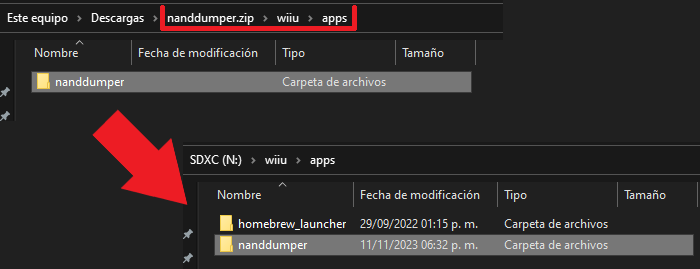 Este equipo > Descargas > nanddumper.zip > wiiu > apps
Nombre Fecha de modificación Tipo Tamaño
nanddumper Carpeta de archivos
SDXC (N:) > wiiu > apps
Nombre Fecha de modificación Tipo Tamaño
homebrew_launcher 29/09/2022 01:15 p. m. Carpeta de archivos
nanddumper 11/11/2023 06:32 p. m. Carpeta de archivos